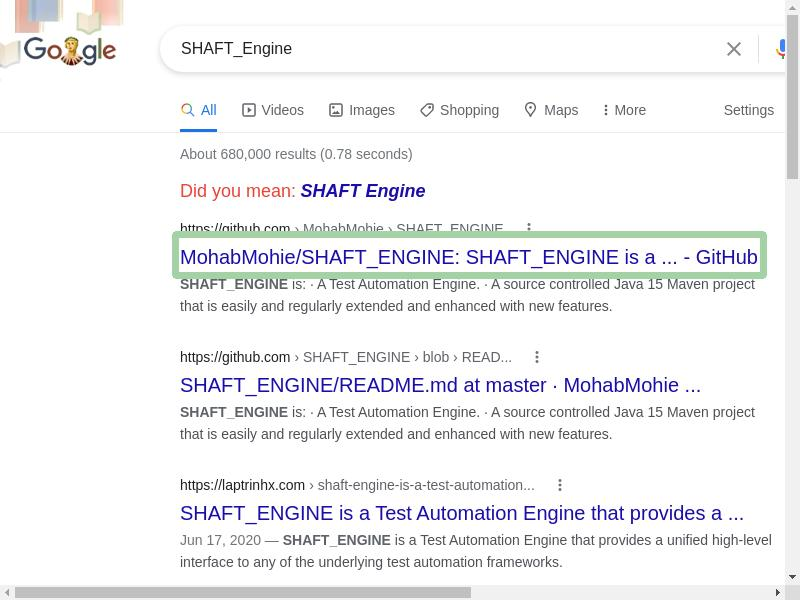 Google
SHAFT_Engine
All Videos Images Shopping Maps More Settings
About 680,000 results (0.78 seconds)
Did you mean: SHAFT Engine
https://github.com › MohabMohie › SHAFT_ENGINE
MohabMohie/SHAFT_ENGINE: SHAFT_ENGINE is a ... - GitHub
SHAFT_ENGINE is: · A Test Automation Engine. · A source controlled Java 15 Maven project
that is easily and regularly extended and enhanced with new features.
https://github.com › SHAFT_ENGINE › blob › READ...
SHAFT_ENGINE/README.md at master · MohabMohie ...
SHAFT_ENGINE is: · A Test Automation Engine. · A source controlled Java 15 Maven project
that is easily and regularly extended and enhanced with new features.
https://laptrinhx.com › shaft-engine-is-a-test-automation...
SHAFT_ENGINE is a Test Automation Engine that provides a ...
Jun 17, 2020 — SHAFT_ENGINE is a Test Automation Engine that provides a unified high-level
interface to any of the underlying test automation frameworks.